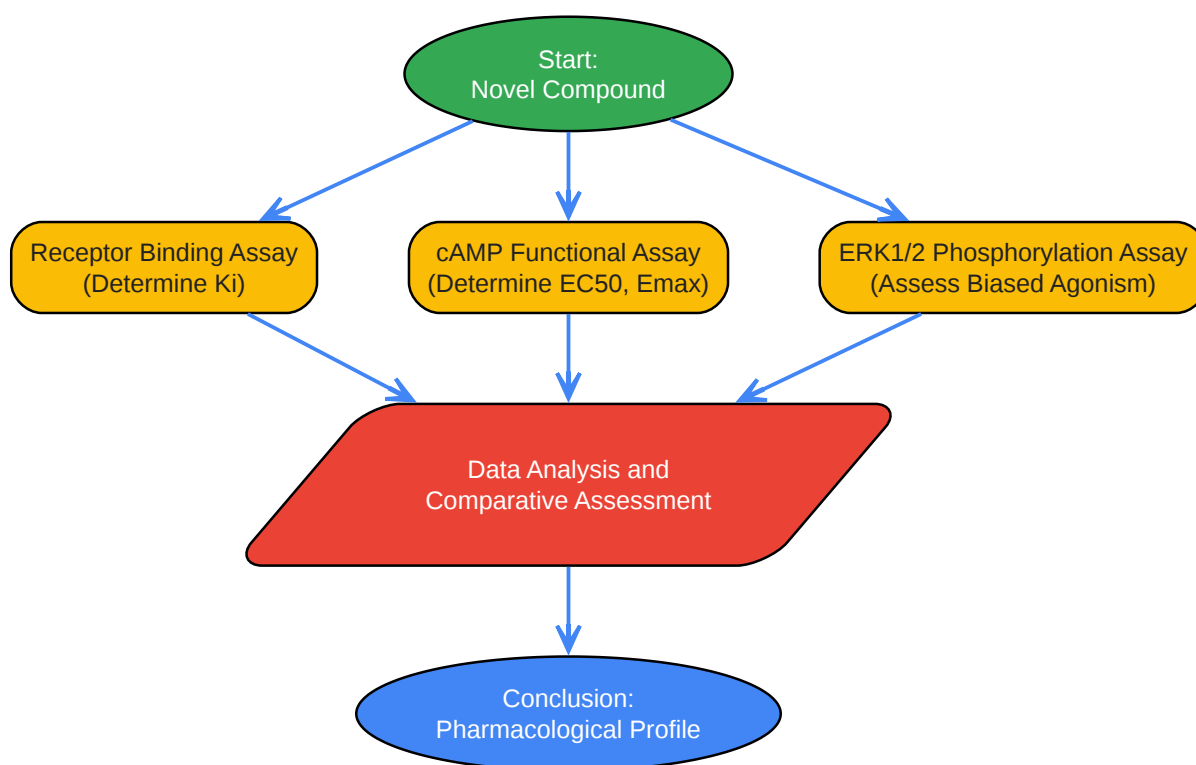 Start:
Novel Compound
Receptor Binding Assay
(Determine Ki)
cAMP Functional Assay
(Determine EC50, Emax)
ERK1/2 Phosphorylation Assay
(Assess Biased Agonism)
Data Analysis and
Comparative Assessment
Conclusion:
Pharmacological Profile